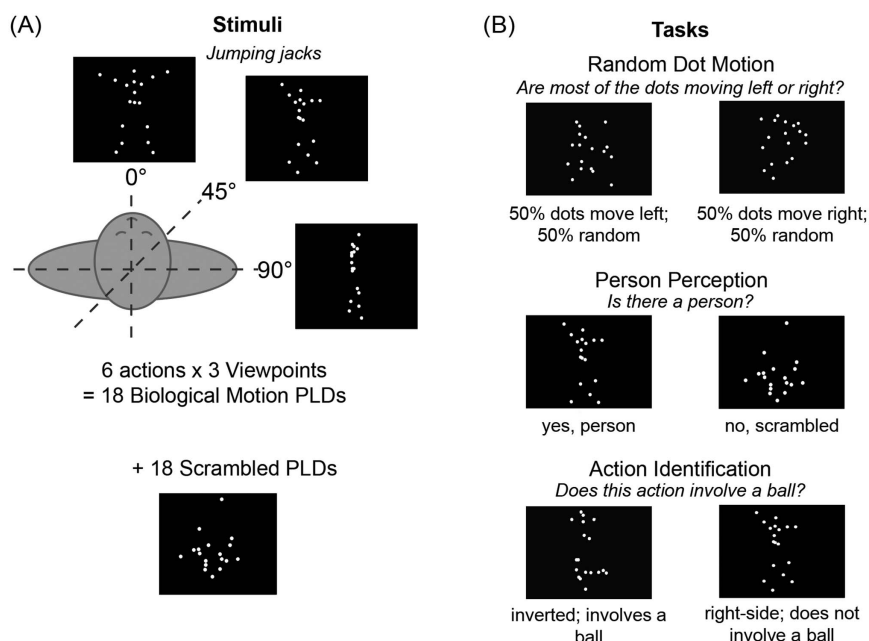 (A)
Stimuli
Jumping jacks
0°
45°
90°
6 actions x 3 Viewpoints
= 18 Biological Motion PLDs
+ 18 Scrambled PLDs
(B)
Tasks
Random Dot Motion
Are most of the dots moving left or right?
50% dots move left;
50% random
50% dots move right;
50% random
Person Perception
Is there a person?
yes, person
no, scrambled
Action Identification
Does this action involve a ball?
inverted; involves a
ball
right-side; does not
involve a ball